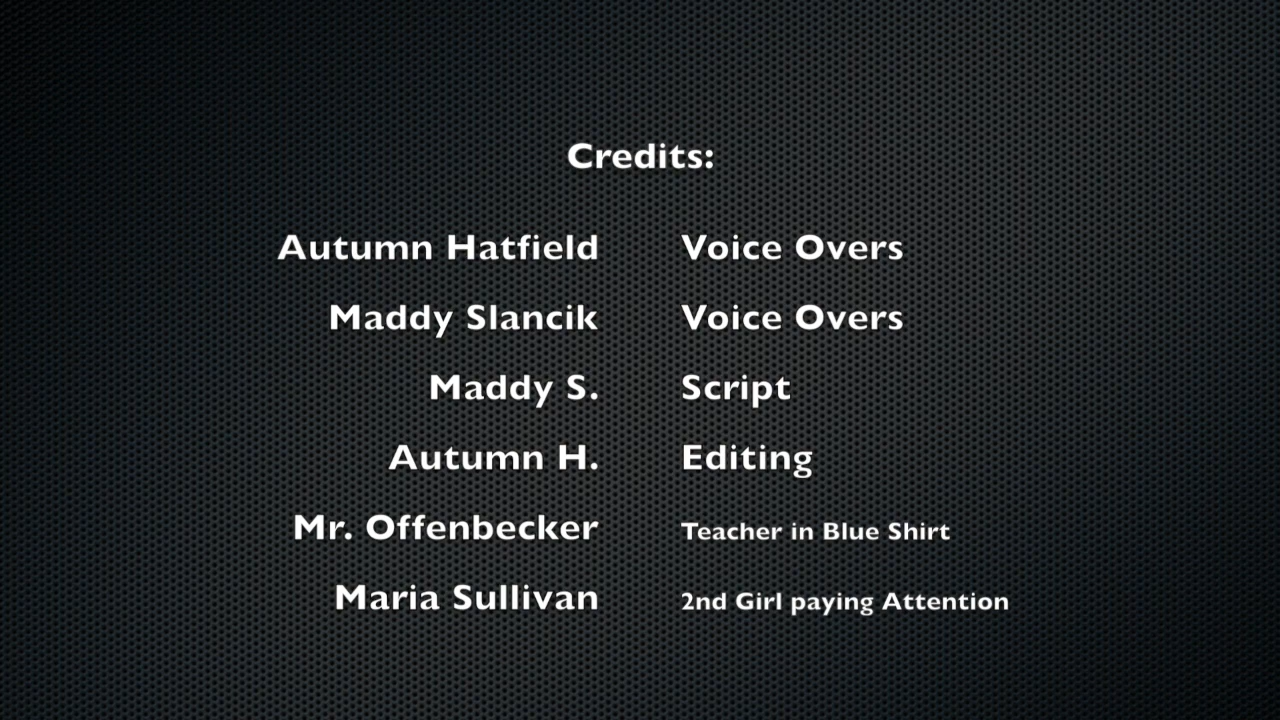 Credits:
Autumn Hatfield Voice Overs
Maddy Slancik Voice Overs
Maddy S. Script
Autumn H. Editing
Mr. Offenbecker Teacher in Blue Shirt
Maria Sullivan 2nd Girl paying Attention